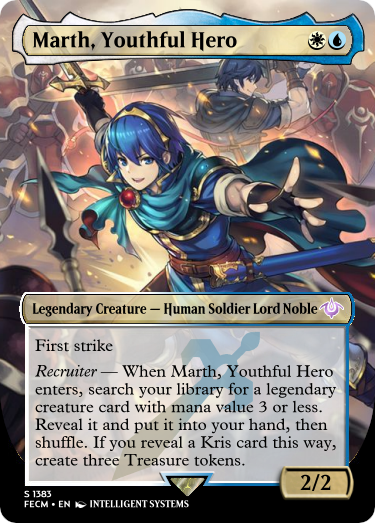 Marth, Youthful Hero
Legendary Creature — Human Soldier Lord Noble
First strike
Recruiter — When Marth, Youthful Hero
enters, search your library for a legendary
creature card with mana value 3 or less.
Reveal it and put it into your hand, then
shuffle. If you reveal a Kris card this way,
create three Treasure tokens.
2/2
S 1383
FECM • EN INTELLIGENT SYSTEMS